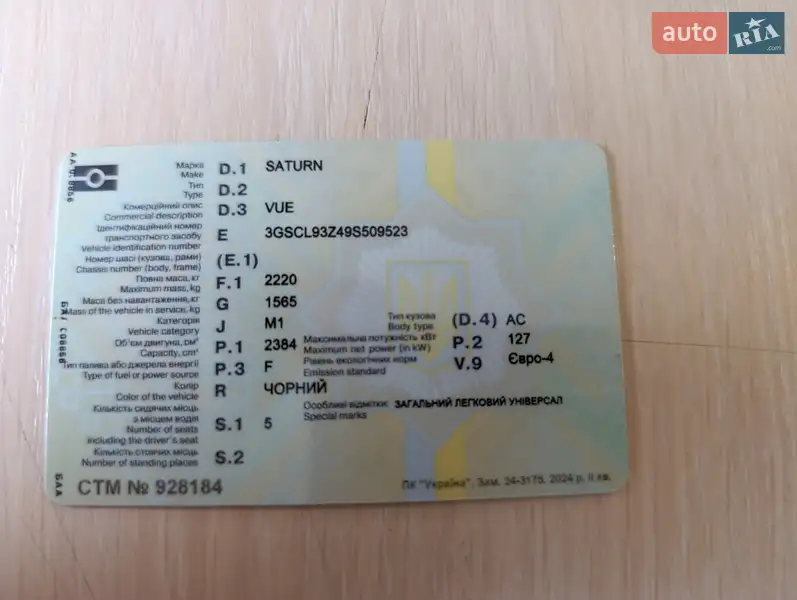 auto RIA .com
Марка D.1 SATURN
Make
Тип D.2
Type
Комерційний опис D.3 VUE
Commercial description
Ідентифікаційний номер
транспортного засобу E 3GSCL93Z49S509523
Vehicle identification number
Номер шасі (кузова, рами) (E.1)
Chassis number (body, frame)
Повна маса, кг F.1 2220
Maximum mass, kg
Маса без навантаження, кг G 1565
Mass of the vehicle in service, kg
Категорія J M1
Vehicle category
Тип кузова (D.4) AC
Body type
Об'єм двигуна, см³ P.1 2384
Capacity, cm³
Максимальна потужність кВт P.2 127
Maximum net power (in kW)
Тип палива або джерела енергії P.3 F
Type of fuel or power source
Рівень екологічних норм V.9 Євро-4
Emission standard
Колір R ЧОРНИЙ
Color of the vehicle
Особливі відмітки: ЗАГАЛЬНИЙ ЛЕГКОВИЙ УНІВЕРСАЛ
Special marks
Кількість сидячих місць
з місцем водія S.1 5
Number of seats
including the driver's seat
Кількість стоячих місць S.2
Number of standing places
СТМ № 928184
ПК "Україна". Зам. 24-3175. 2024 р. II кв.